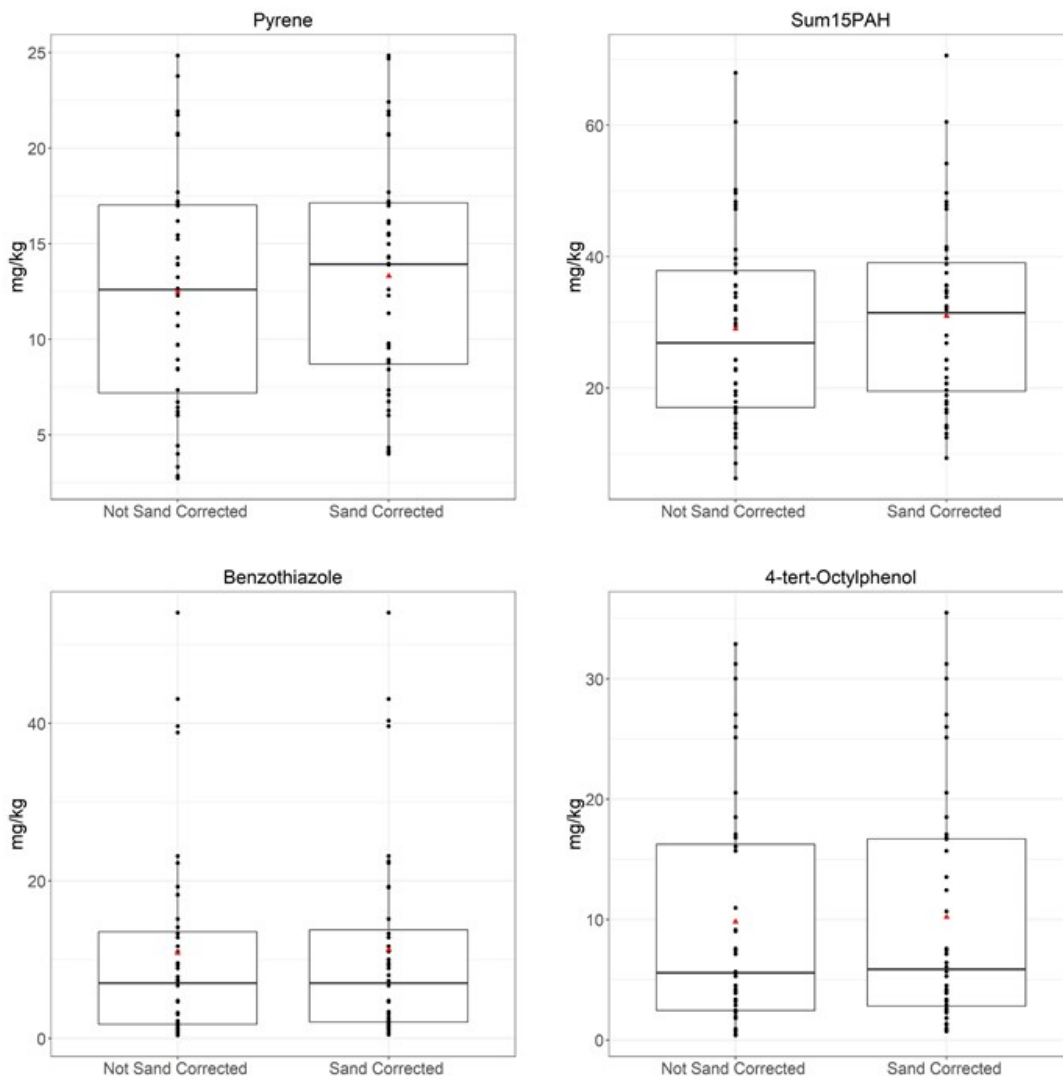 Pyrene
25
20
15
10
5
mg/kg
Not Sand Corrected
Sand Corrected
Sum15PAH
60
40
20
mg/kg
Not Sand Corrected
Sand Corrected
Benzothiazole
40
20
0
mg/kg
Not Sand Corrected
Sand Corrected
4-tert-Octylphenol
30
20
10
0
mg/kg
Not Sand Corrected
Sand Corrected